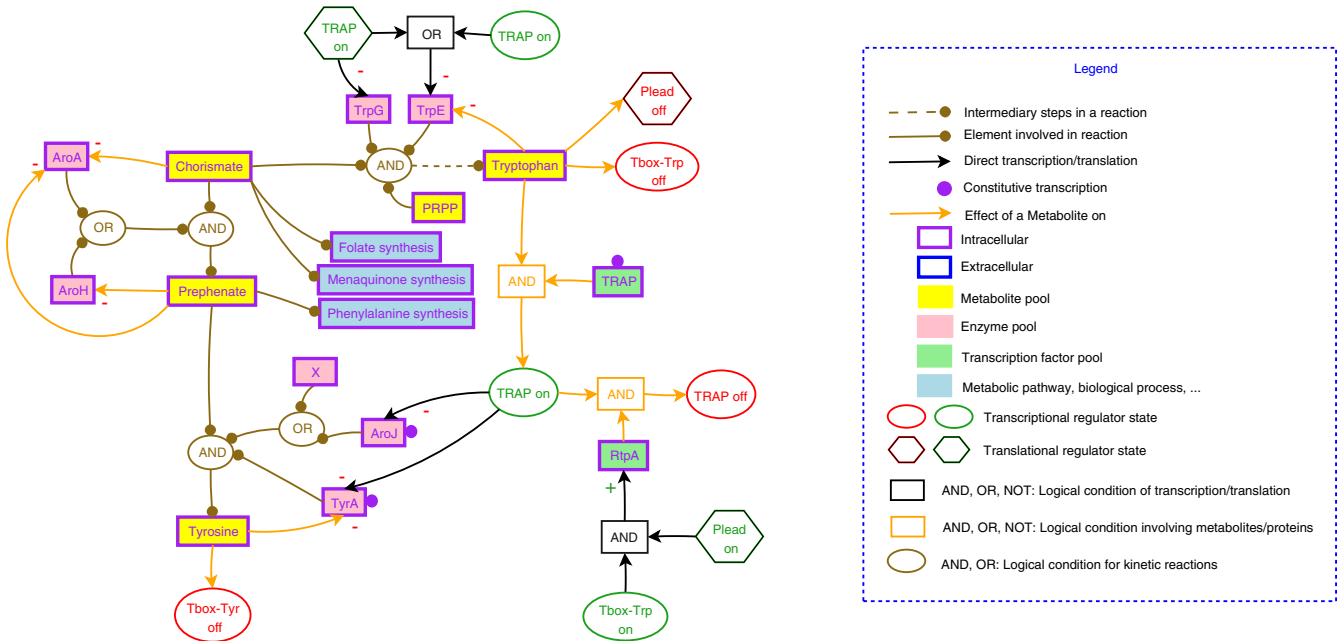 TRAP
on
OR
TRAP on
-
-
TrpG
TrpE
-
Plead
off
AroA
-
-
Chorismate
AND
Tryptophan
Tbox-Trp
off
PRPP
OR
AND
Folate synthesis
Menaquinone synthesis
Phenylalanine synthesis
AroH
-
Prephenate
AND
TRAP
X
TRAP on
AND
TRAP off
OR
AroJ
-
AND
RtpA
+
TyrA
-
-
Tyrosine
AND
Plead
on
Tbox-Tyr
off
Tbox-Trp
on
Legend
Intermediary steps in a reaction
Element involved in reaction
Direct transcription/translation
Constitutive transcription
Effect of a Metabolite on
Intracellular
Extracellular
Metabolite pool
Enzyme pool
Transcription factor pool
Metabolic pathway, biological process, ...
Transcriptional regulator state
Translational regulator state
AND, OR, NOT: Logical condition of transcription/translation
AND, OR, NOT: Logical condition involving metabolites/proteins
AND, OR: Logical condition for kinetic reactions